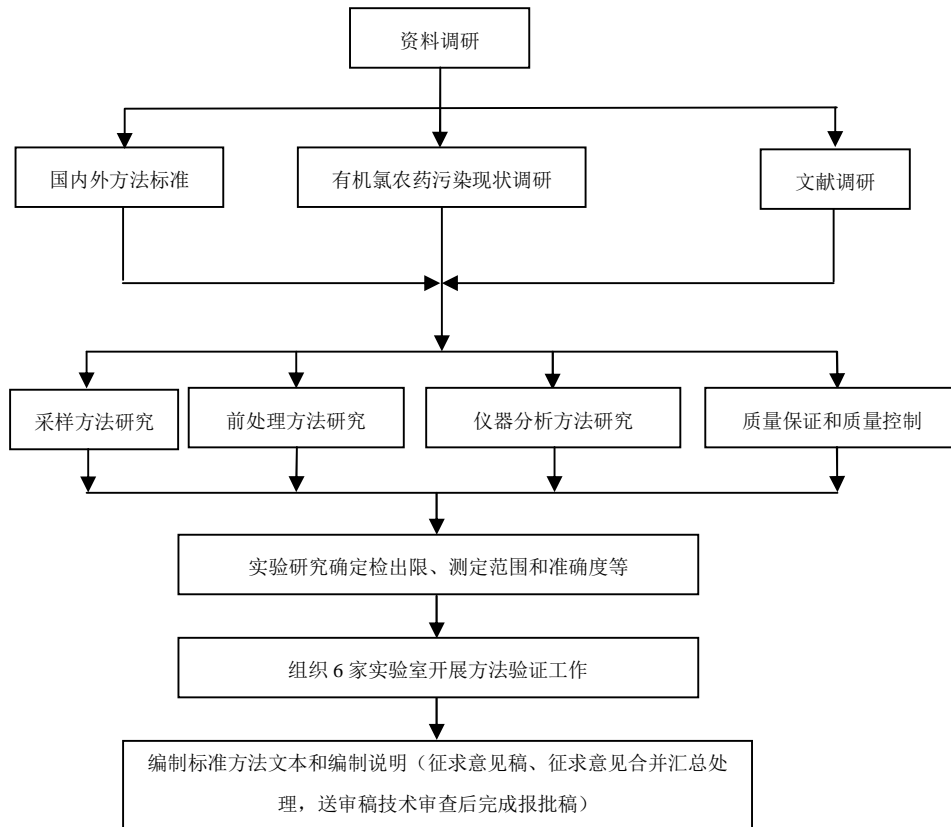 资料调研
国内外方法标准
有机氯农药污染现状调研
文献调研
采样方法研究
前处理方法研究
仪器分析方法研究
质量保证和质量控制
实验研究确定检出限、测定范围和准确度等
组织 6 家实验室开展方法验证工作
编制标准方法文本和编制说明（征求意见稿、征求意见合并汇总处
理，送审稿技术审查后完成报批稿）